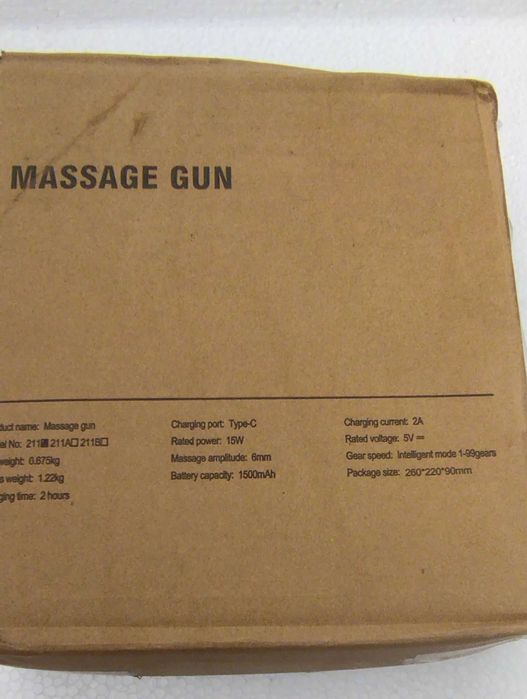 MASSAGE GUN
duct name: Massage gun
el No: 211■ 211A□ 211B□
weight: 0.675kg
s weight: 1.22kg
ging time: 2 hours
Charging port: Type-C
Rated power: 15W
Massage amplitude: 6mm
Battery capacity: 1500mAh
Charging current: 2A
Rated voltage: 5V ⎓
Gear speed: Intelligent mode 1-99gears
Package size: 260*220*90mm